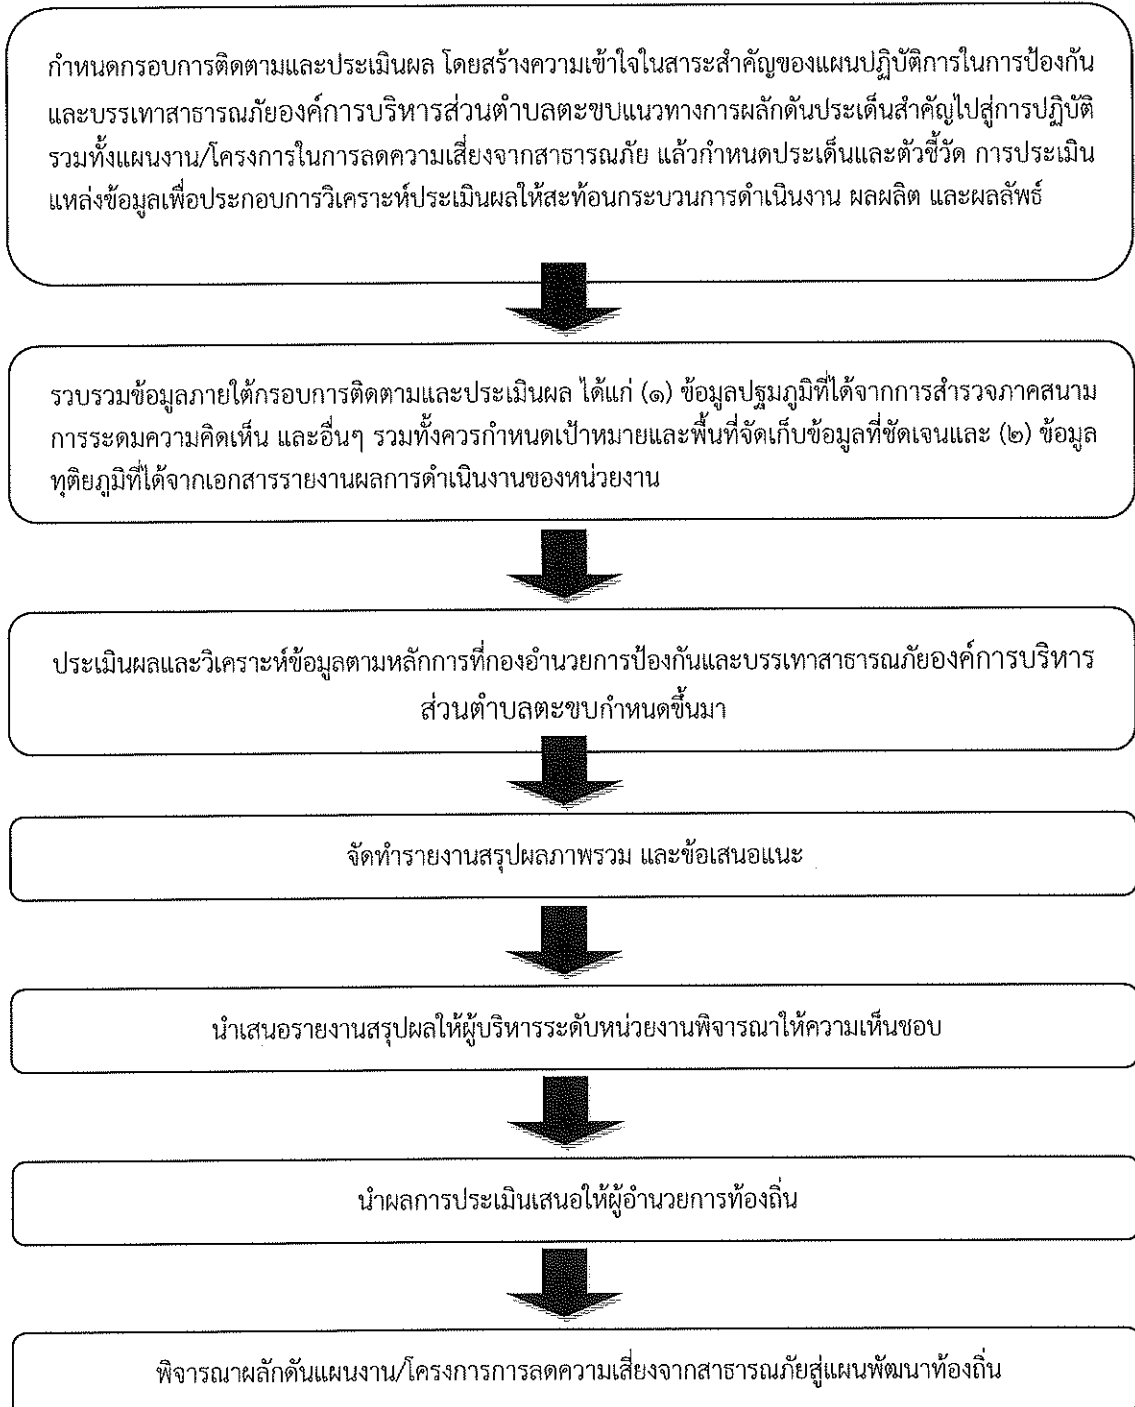 กำหนดกรอบการติดตามและประเมินผล โดยสร้างความเข้าใจในสาระสำคัญของแผนปฏิบัติการในการป้องกัน
และบรรเทาสาธารณภัยองค์การบริหารส่วนตำบลตะขบแนวทางการผลักดันประเด็นสำคัญไปสู่การปฏิบัติ
รวมทั้งแผนงาน/โครงการในการลดความเสี่ยงจากสาธารณภัย แล้วกำหนดประเด็นและตัวชี้วัด การประเมิน
แหล่งข้อมูลเพื่อประกอบการวิเคราะห์ประเมินผลให้สะท้อนกระบวนการดำเนินงาน ผลผลิต และผลลัพธ์
รวบรวมข้อมูลภายใต้กรอบการติดตามและประเมินผล ได้แก่ (๑) ข้อมูลปฐมภูมิที่ได้จากการสำรวจภาคสนาม
การระดมความคิดเห็น และอื่นๆ รวมทั้งควรกำหนดเป้าหมายและพื้นที่จัดเก็บข้อมูลที่ชัดเจนและ (๒) ข้อมูล
ทุติยภูมิที่ได้จากเอกสารรายงานผลการดำเนินงานของหน่วยงาน
ประเมินผลและวิเคราะห์ข้อมูลตามหลักการที่กองอำนวยการป้องกันและบรรเทาสาธารณภัยองค์การบริหาร
ส่วนตำบลตะขบกำหนดขึ้นมา
จัดทำรายงานสรุปผลภาพรวม และข้อเสนอแนะ
นำเสนอรายงานสรุปผลให้ผู้บริหารระดับหน่วยงานพิจารณาให้ความเห็นชอบ
นำผลการประเมินเสนอให้ผู้อำนวยการท้องถิ่น
พิจารณาผลักดันแผนงาน/โครงการการลดความเสี่ยงจากสาธารณภัยสู่แผนพัฒนาท้องถิ่น